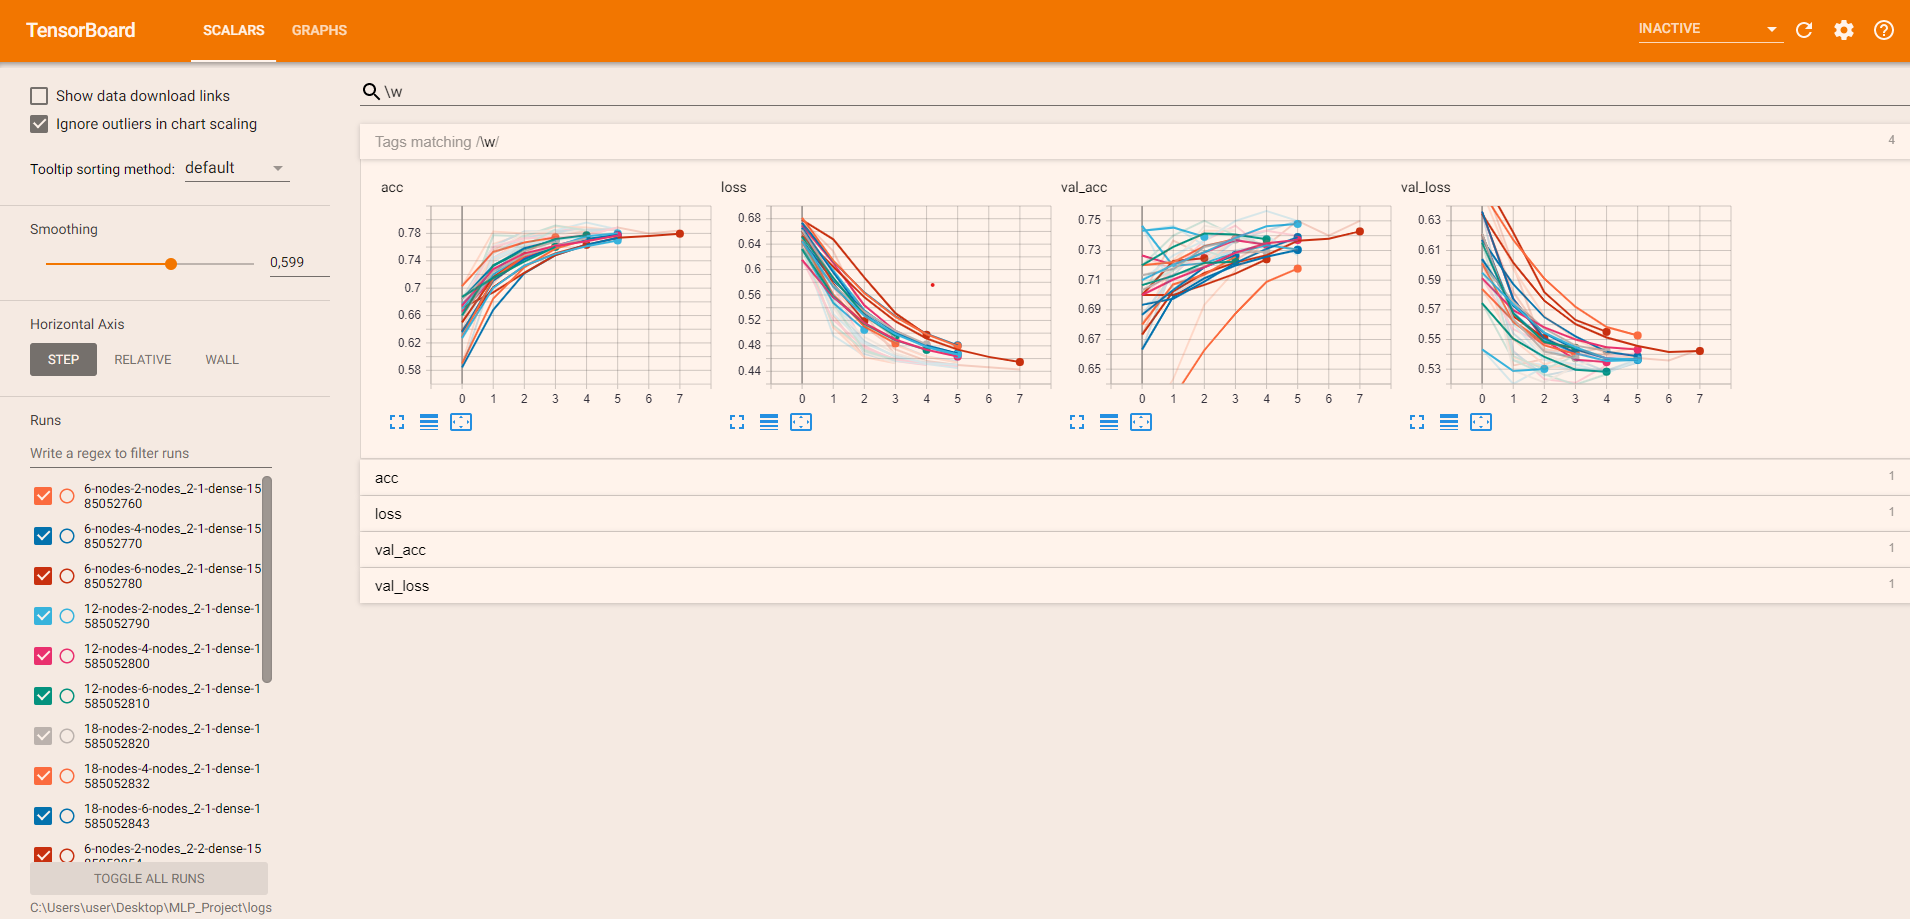 TensorBoard
SCALARS
GRAPHS
INACTIVE
Show data download links
Ignore outliers in chart scaling
Tooltip sorting method: default
Smoothing
0,599
Horizontal Axis
STEP
RELATIVE
WALL
Runs
Write a regex to filter runs
6-nodes-2-nodes_2-1-dense-15
85052760
6-nodes-4-nodes_2-1-dense-15
85052770
6-nodes-6-nodes_2-1-dense-15
85052780
12-nodes-2-nodes_2-1-dense-1
585052790
12-nodes-4-nodes_2-1-dense-1
585052800
12-nodes-6-nodes_2-1-dense-1
585052810
18-nodes-2-nodes_2-1-dense-1
585052820
18-nodes-4-nodes_2-1-dense-1
585052832
18-nodes-6-nodes_2-1-dense-1
585052843
6-nodes-2-nodes_2-2-dense-15
TOGGLE ALL RUNS
C:\Users\user\Desktop\MLP_Project\logs
\w
Tags matching /\w/
4
acc
0.78
0.74
0.7
0.66
0.62
0.58
0 1 2 3 4 5 6 7
loss
0.68
0.64
0.6
0.56
0.52
0.48
0.44
0 1 2 3 4 5 6 7
val_acc
0.75
0.73
0.71
0.69
0.67
0.65
0 1 2 3 4 5 6 7
val_loss
0.63
0.61
0.59
0.57
0.55
0.53
0 1 2 3 4 5 6 7
acc
1
loss
1
val_acc
1
val_loss
1